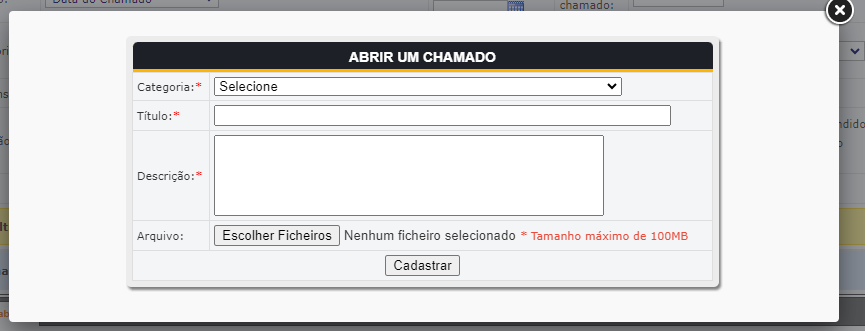 Data do Chamado
chamado:
ABRIR UM CHAMADO
Categoria:* Selecione
Título:*
Descrição:*
Arquivo: Escolher Ficheiros Nenhum ficheiro selecionado * Tamanho máximo de 100MB
Cadastrar